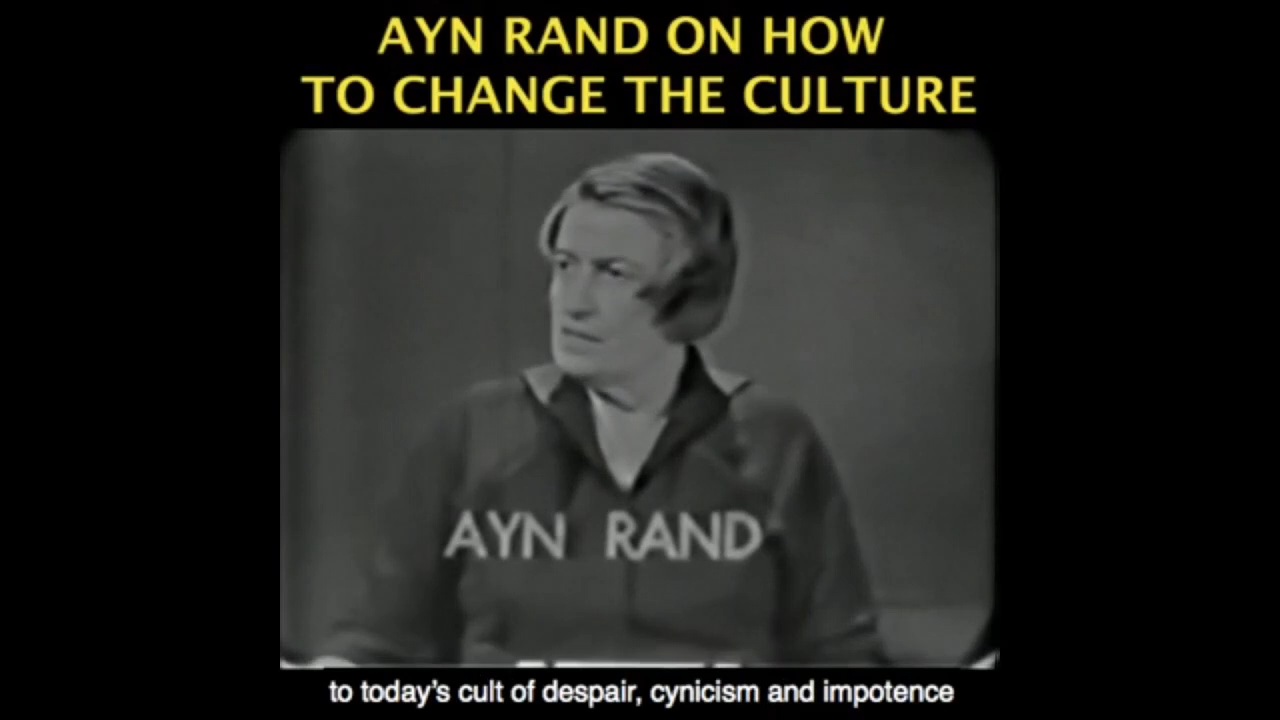 AYN RAND ON HOW
TO CHANGE THE CULTURE
AYN RAND
to today's cult of despair, cynicism and impotence